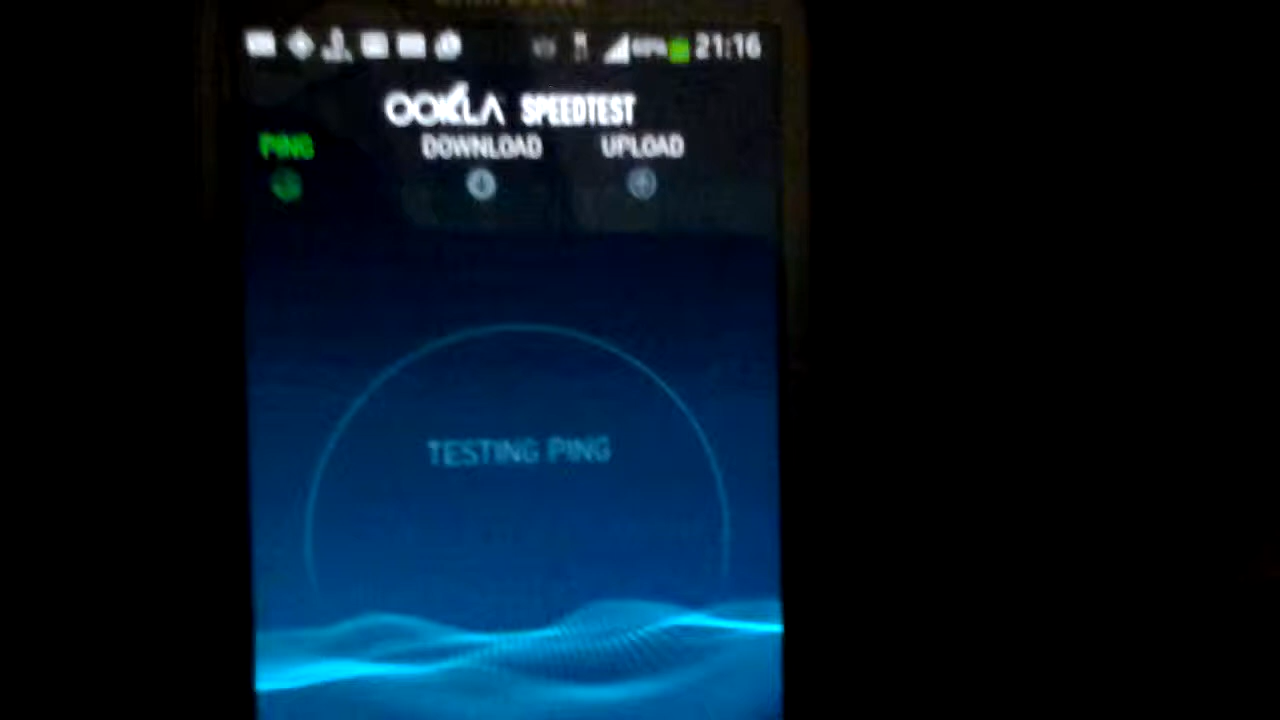 21:16
OOKLA SPEEDTEST
PING DOWNLOAD UPLOAD
TESTING PING